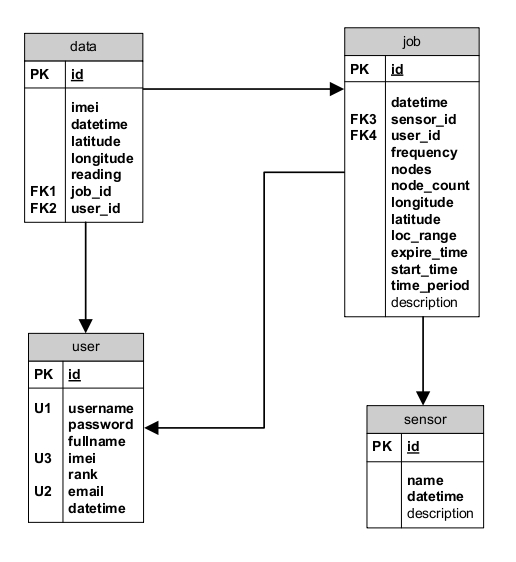 data
PK id
imei
datetime
latitude
longitude
reading
FK1 job_id
FK2 user_id
job
PK id
datetime
FK3 sensor_id
FK4 user_id
frequency
nodes
node_count
longitude
latitude
loc_range
expire_time
start_time
time_period
description
user
PK id
U1 username
password
fullname
U3 imei
rank
U2 email
datetime
sensor
PK id
name
datetime
description